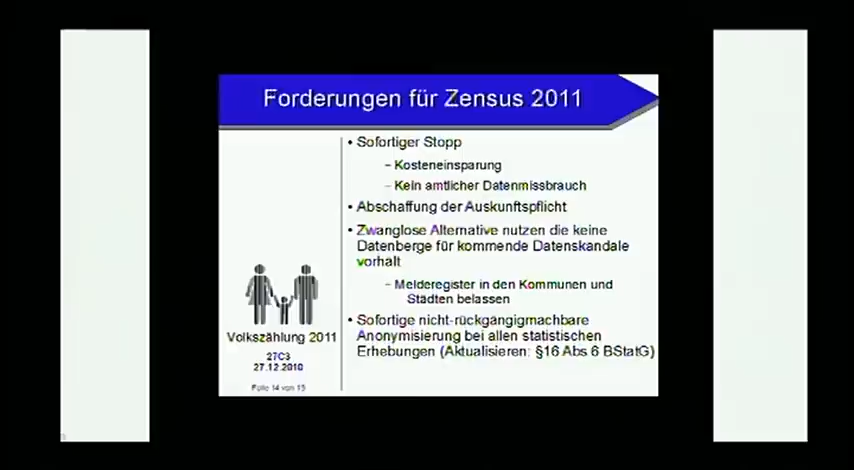 Forderungen für Zensus 2011
• Sofortiger Stopp
– Kosteneinsparung
– Kein amtlicher Datenmissbrauch
• Abschaffung der Auskunftspflicht
• Zwanglose Alternative nutzen die keine
Datenberge für kommende Datenskandale
vorhält
– Melderegister in den Kommunen und
Städten belassen
• Sofortige nicht-rückgängigmachbare
Anonymisierung bei allen statistischen
Erhebungen (Aktualisieren: §16 Abs 6 BStatG)
Volkszählung 2011
27C3
27.12.2010
Folie 14 von 15